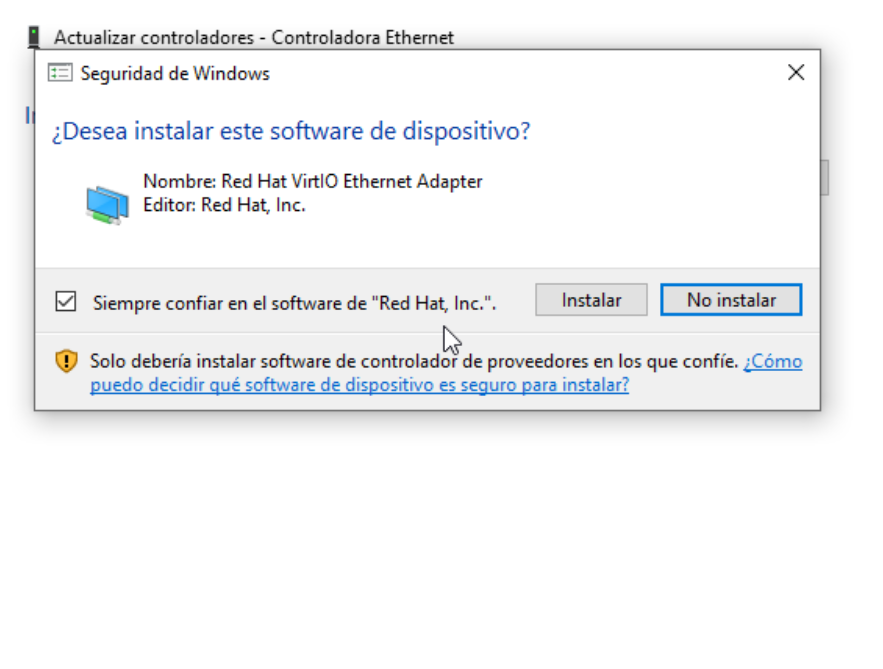 Actualizar controladores - Controladora Ethernet
Seguridad de Windows
¿Desea instalar este software de dispositivo?
Nombre: Red Hat VirtIO Ethernet Adapter
Editor: Red Hat, Inc.
Siempre confiar en el software de "Red Hat, Inc.".
Instalar
No instalar
Solo debería instalar software de controlador de proveedores en los que confíe. ¿Cómo
puedo decidir qué software de dispositivo es seguro para instalar?